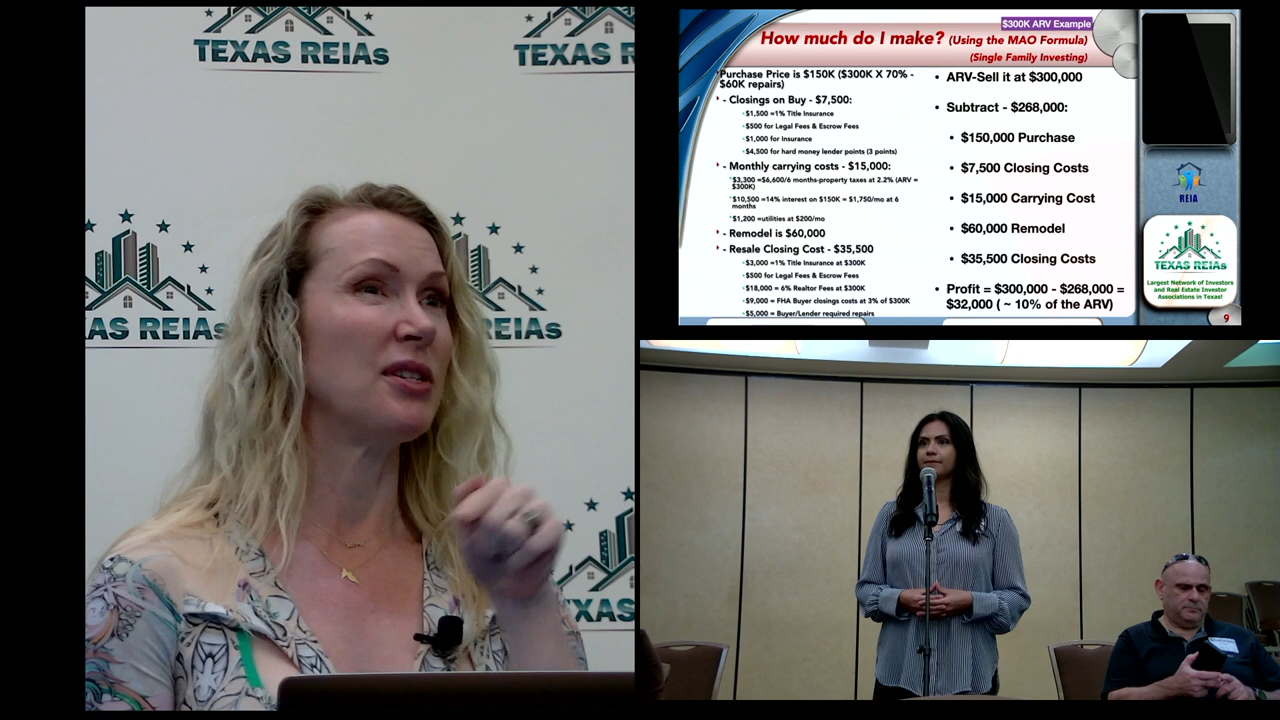 TEXAS REIAs
TEXAS REIAs
AS REIAs
XAS REIAs
XAS
$300K ARV Example
How much do I make? (Using the MAO Formula)
(Single Family Investing)
Purchase Price is $150K ($300K X 70% -
$60K repairs)
- Closings on Buy - $7,500:
$1,500 =1% Title Insurance
$500 for Legal Fees & Escrow Fees
$1,000 for Insurance
$4,500 for hard money lender points (3 points)
- Monthly carrying costs - $15,000:
$3,300 =$6,600/6 months-property taxes at 2.2% (ARV =
$300K)
$10,500 =14% interest on $150K = $1,750/mo at 6
months
$1,200 =utilities at $200/mo
- Remodel is $60,000
- Resale Closing Cost - $35,500
$3,000 =1% Title Insurance at $300K
$500 for Legal Fees & Escrow Fees
$18,000 = 6% Realtor Fees at $300K
$9,000 = FHA Buyer closings costs at 3% of $300K
$5,000 = Buyer/Lender required repairs
• ARV-Sell it at $300,000
• Subtract - $268,000:
• $150,000 Purchase
• $7,500 Closing Costs
• $15,000 Carrying Cost
• $60,000 Remodel
• $35,500 Closing Costs
• Profit = $300,000 - $268,000 =
$32,000 ( ~ 10% of the ARV)
REIA
TEXAS REIAs
Largest Network of Investors
and Real Estate Investor
Associations in Texas!
9